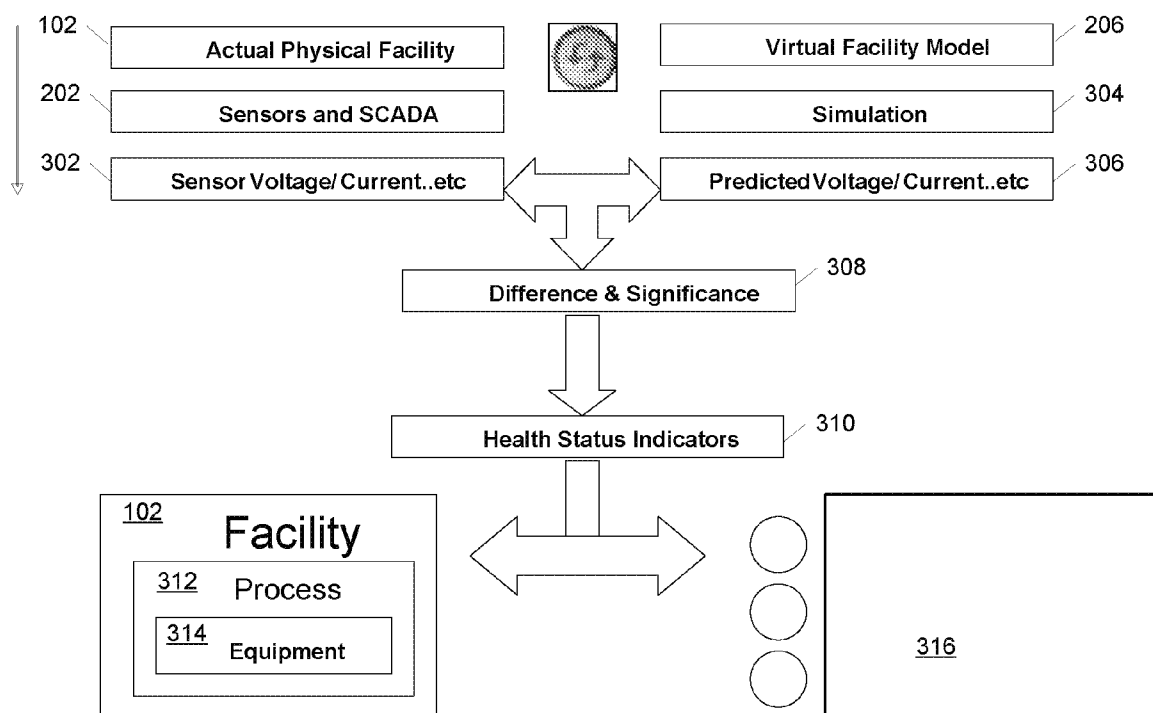 102
Actual Physical Facility
Virtual Facility Model
206
202
Sensors and SCADA
Simulation
304
302
Sensor Voltage/ Current..etc
Predicted Voltage/ Current..etc
306
Difference & Significance
308
Health Status Indicators
310
102
Facility
312
Process
314
Equipment
316